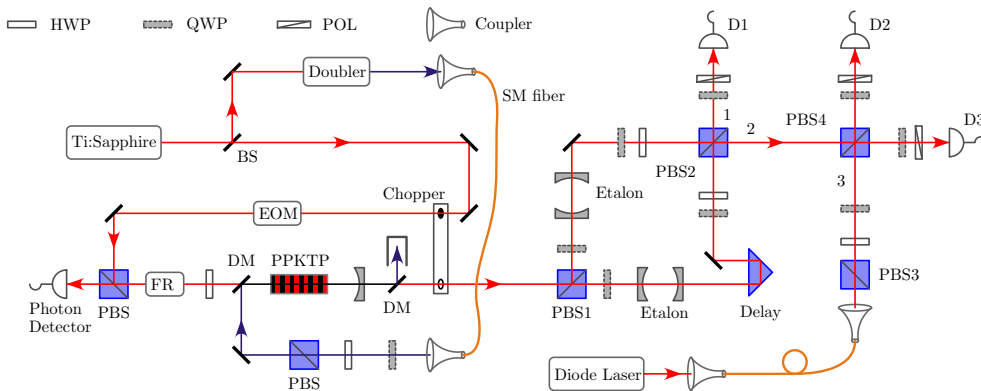 HWP
QWP
POL
Coupler
D1
D2
Doubler
SM fiber
Ti:Sapphire
BS
1
2
PBS2
PBS4
D3
3
Chopper
Etalon
EOM
DM
PPKTP
FR
PBS
Photon
Detector
DM
PBS1
Etalon
Delay
PBS3
PBS
Diode Laser